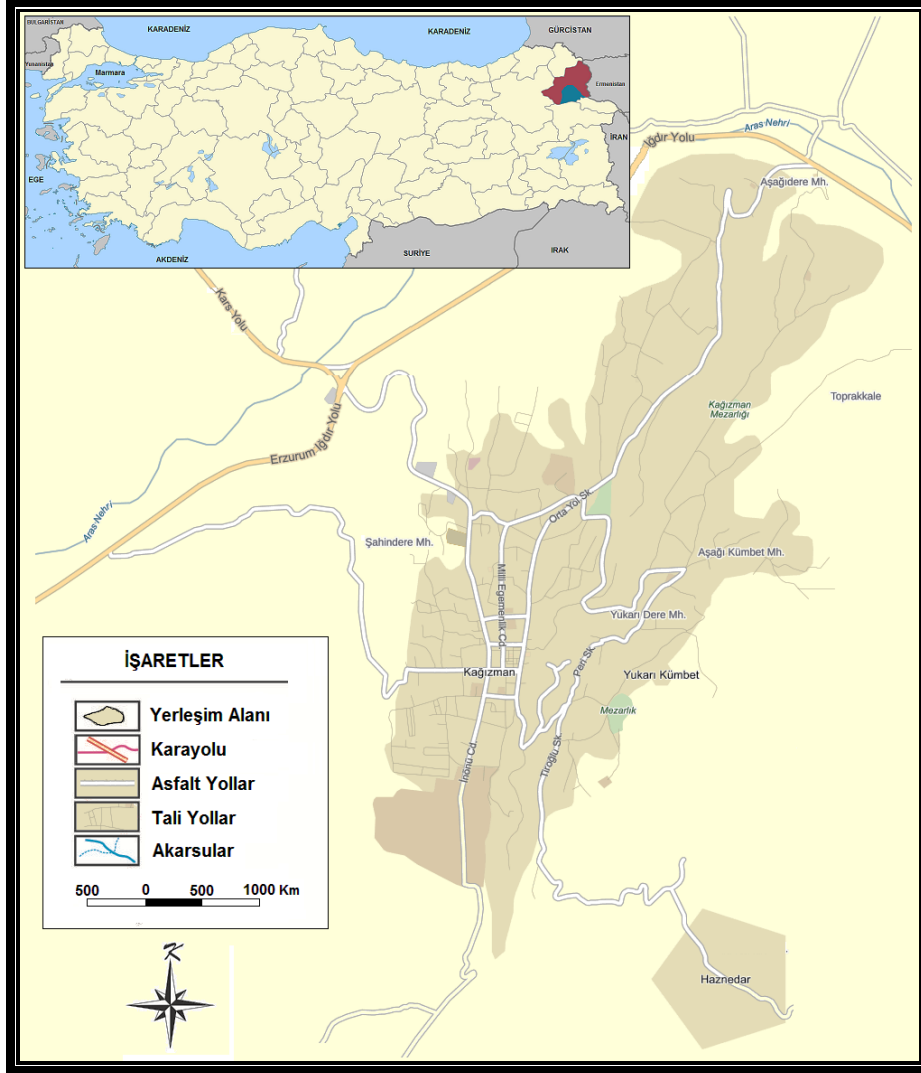 BULGARİSTAN
KARADENİZ
KARADENİZ
GÜRCİSTAN
Yunanistan
Marmara
Ermenistan
İRAN
EGE
AKDENİZ
SURİYE
IRAK
Iğdır Yolu
Aras Nehri
Aşağıdere Mh.
Kars Yolu
Kağızman
Mezarlığı
Toprakkale
Erzurum Iğdır Yolu
Aras Nehri
Orta Yol Sk.
Şahindere Mh.
Aşağı Kümbet Mh.
Milli Egemenlik Cd.
Yukarı Dere Mh.
Kağızman
Peri Sk.
Yukarı Kümbet
Mezarlık
İnönü Cd.
Tiroğlu Sk.
Haznedar
İŞARETLER
Yerleşim Alanı
Karayolu
Asfalt Yollar
Tali Yollar
Akarsular
500 0 500 1000 Km
K